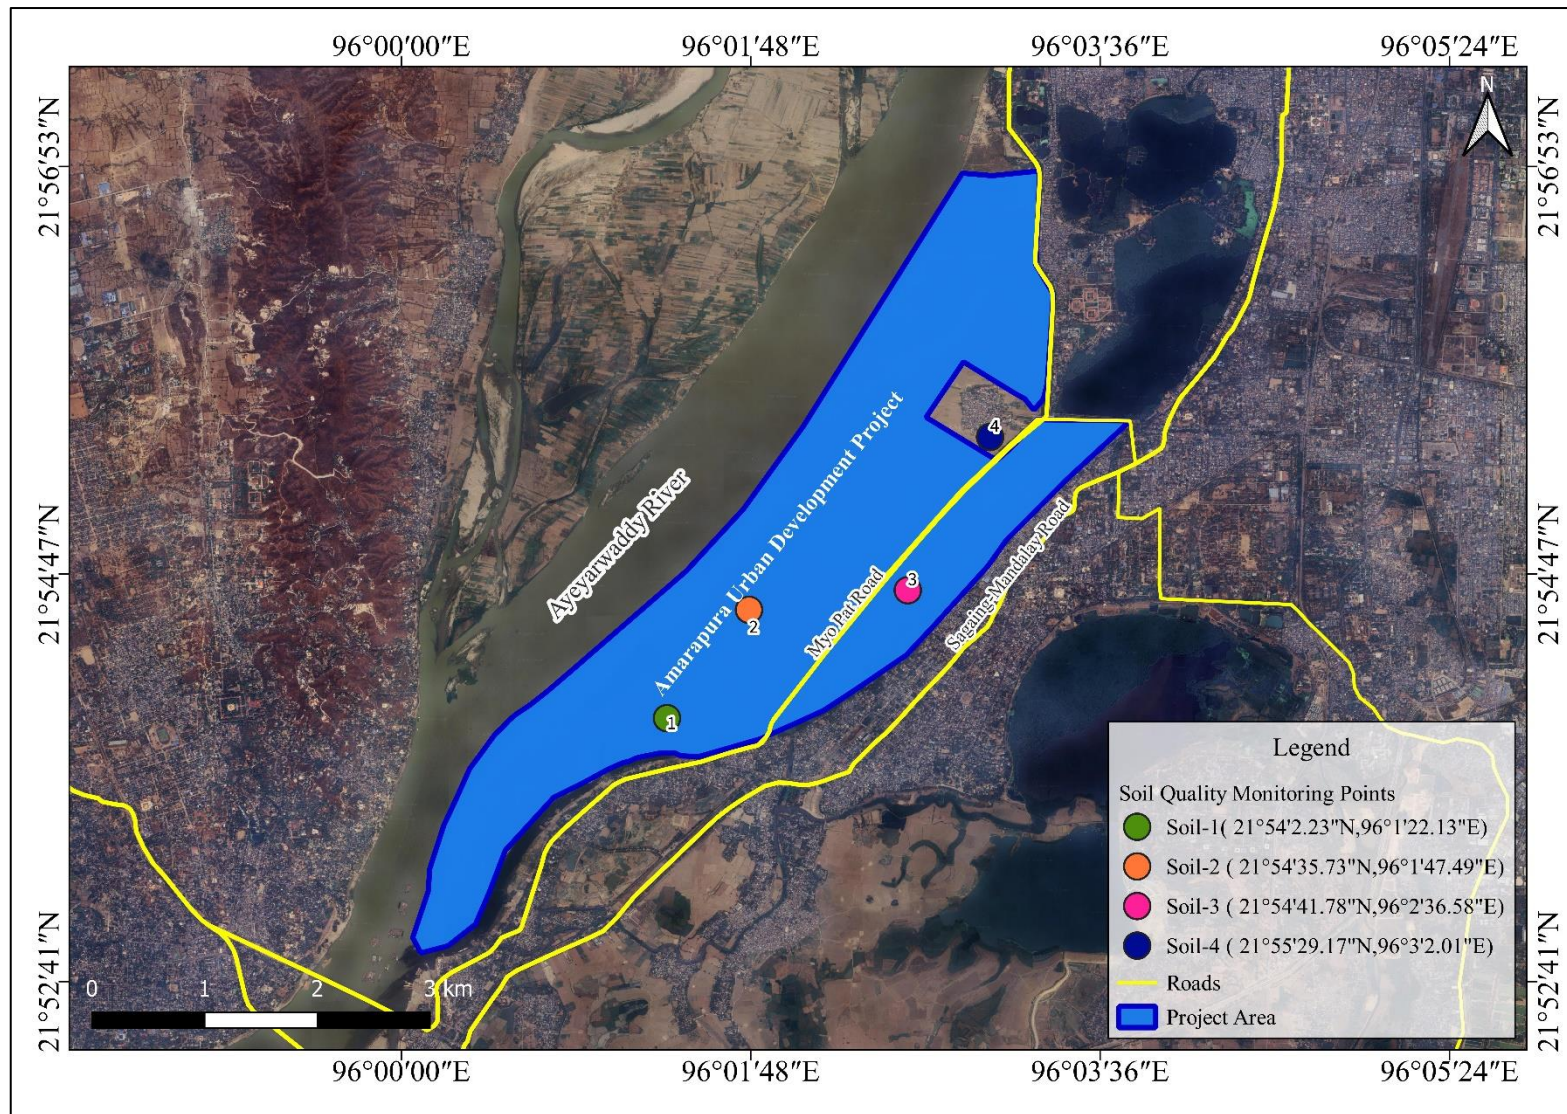 96°00'00"E
96°01'48"E
96°03'36"E
96°05'24"E
N
21°56'53"N
21°56'53"N
Amarapura Urban Development Project
4
Ayeyarwaddy River
Sagaing-Mandalay Road
21°54'47"N
21°54'47"N
3
Myo Pat Road
2
1
Legend
Soil Quality Monitoring Points
Soil-1( 21°54'2.23"N,96°1'22.13"E)
Soil-2 ( 21°54'35.73"N,96°1'47.49"E)
Soil-3 ( 21°54'41.78"N,96°2'36.58"E)
Soil-4 ( 21°55'29.17"N,96°3'2.01"E)
Roads
Project Area
21°52'41"N
21°52'41"N
0 1 2 3 km
96°00'00"E
96°01'48"E
96°03'36"E
96°05'24"E